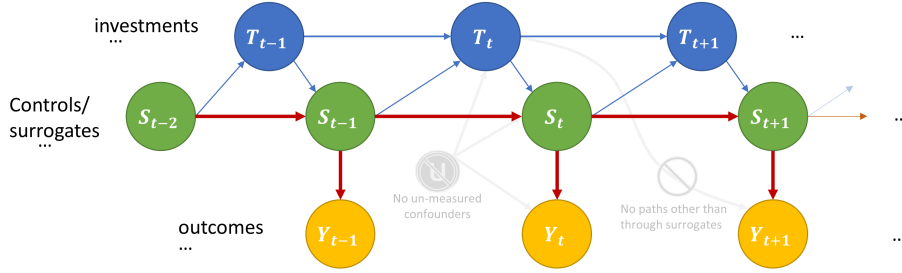 investments
...
T_{t-1}
T_t
T_{t+1}
...
Controls/
surrogates
...
S_{t-2}
S_{t-1}
S_t
S_{t+1}
..
U
No un-measured
confounders
No paths other than
through surrogates
outcomes
...
Y_{t-1}
Y_t
Y_{t+1}
..